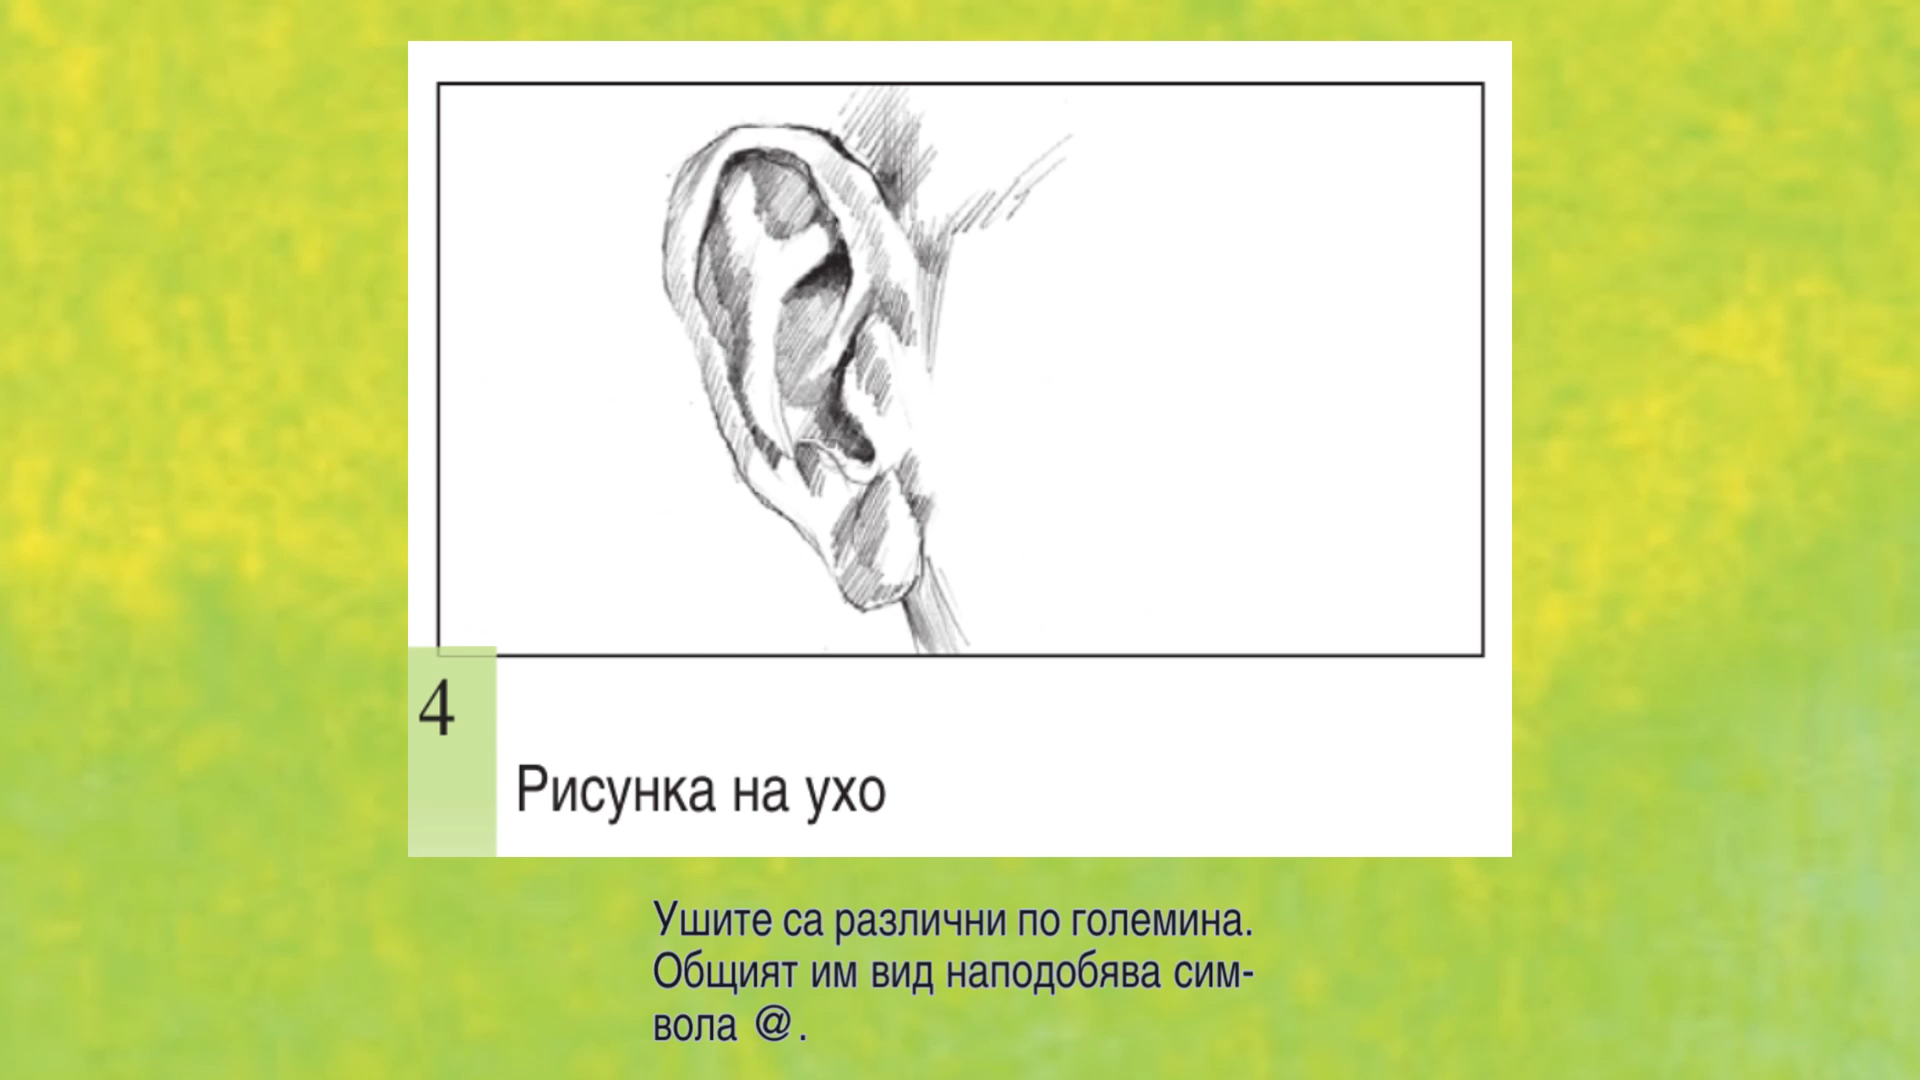 4
Рисунка на ухо
Ушите са различни по големина.
Общият им вид наподобява сим-
вола @.